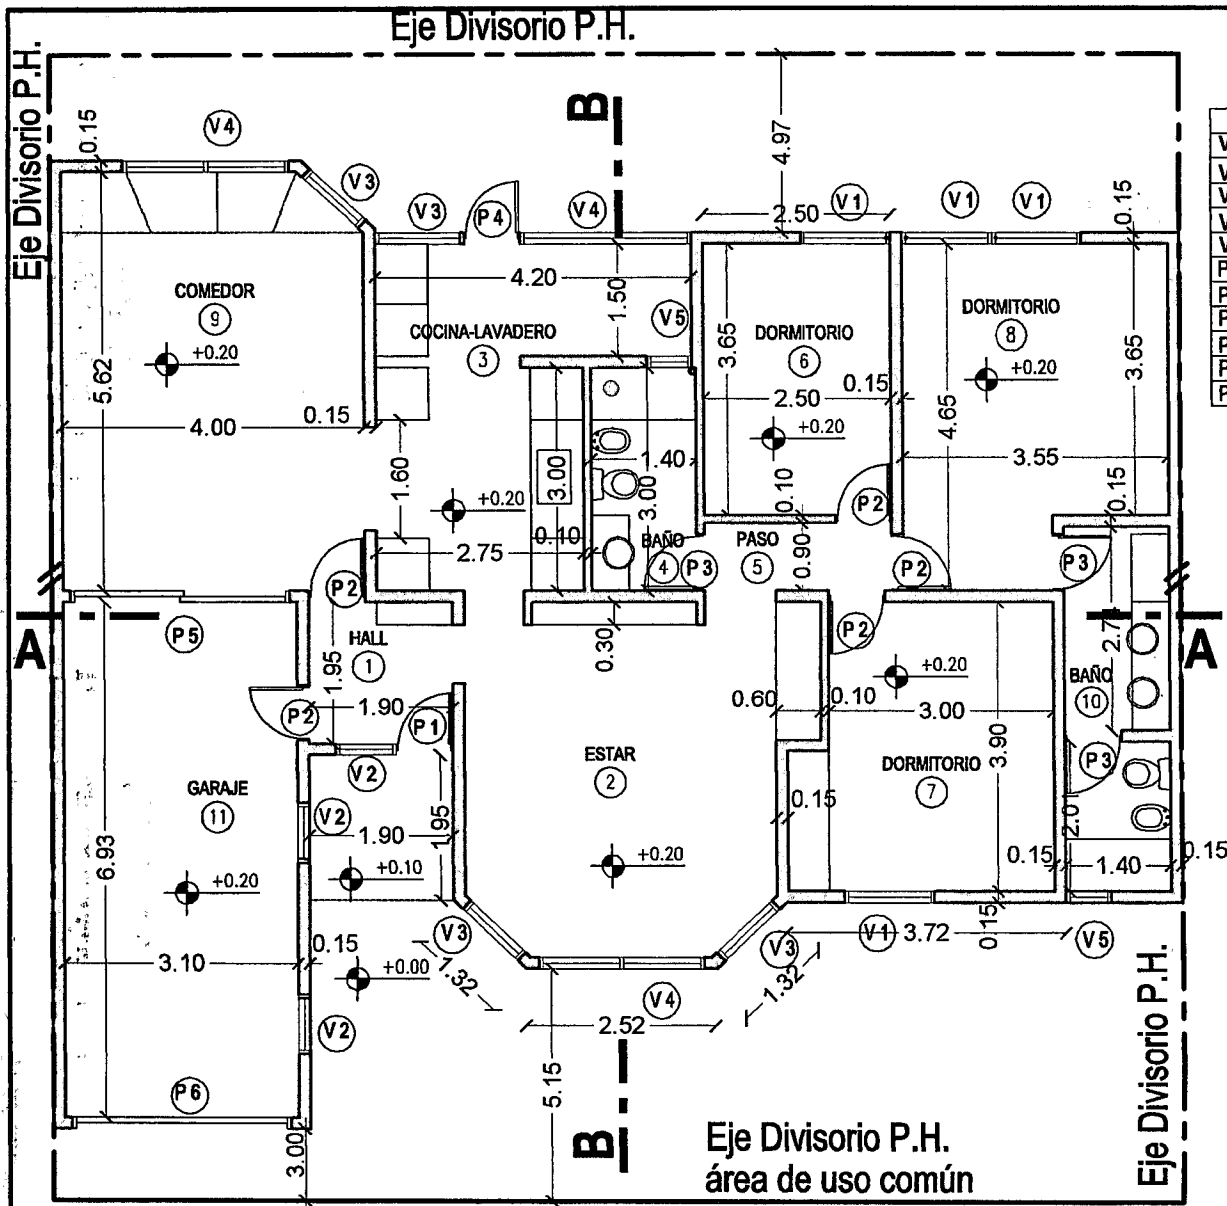 Eje Divisorio P.H.
Eje Divisorio P.H.
0.15
V4
B
4.97
V
V3
V3
P4
V4
2.50
V1
V1
V1
0.15
V
V
V
V
P
P
P
P
P
P
COMEDOR
9
+0.20
5.62
4.00
0.15
4.20
1.50
COCINA-LAVADERO
3
V5
3.65
DORMITORIO
6
0.15
2.50
+0.20
DORMITORIO
8
+0.20
4.65
3.65
3.55
1.60
+0.20
3.00
1.40
3.00
0.10
P2
0.15
2.75
0.10
BAÑO
4
P3
PASO
5
0.90
P2
P3
P2
A
P5
HALL
1
1.95
0.30
P2
+0.20
2.7
A
P2
1.90
P1
0.60
0.10
3.00
BAÑO
10
V2
ESTAR
2
DORMITORIO
7
3.90
P3
GARAJE
11
V2
1.90
1.95
0.15
2.0
6.93
+0.20
+0.10
+0.20
0.15
1.40
0.15
3.10
0.15
+0.00
V3
1.32
V3
1.32
V1
3.72
0.15
V5
V2
2.52
V4
5.15
P6
3.00
B
Eje Divisorio P.H.
área de uso común
Eje Divisorio P.H.